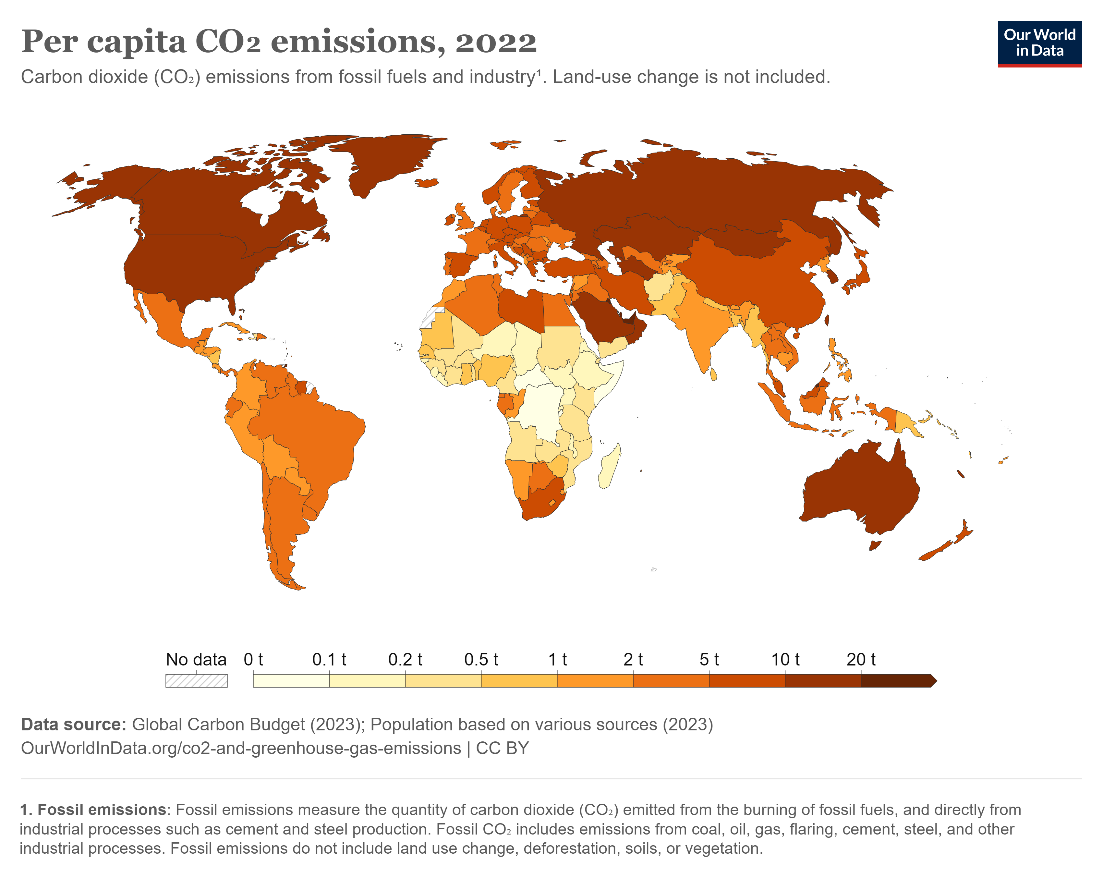 Per capita CO₂ emissions, 2022
Our World
in Data
Carbon dioxide (CO₂) emissions from fossil fuels and industry¹. Land-use change is not included.
No data 0 t 0.1 t 0.2 t 0.5 t 1 t 2 t 5 t 10 t 20 t
Data source: Global Carbon Budget (2023); Population based on various sources (2023)
OurWorldInData.org/co2-and-greenhouse-gas-emissions | CC BY
1. Fossil emissions: Fossil emissions measure the quantity of carbon dioxide (CO₂) emitted from the burning of fossil fuels, and directly from
industrial processes such as cement and steel production. Fossil CO₂ includes emissions from coal, oil, gas, flaring, cement, steel, and other
industrial processes. Fossil emissions do not include land use change, deforestation, soils, or vegetation.